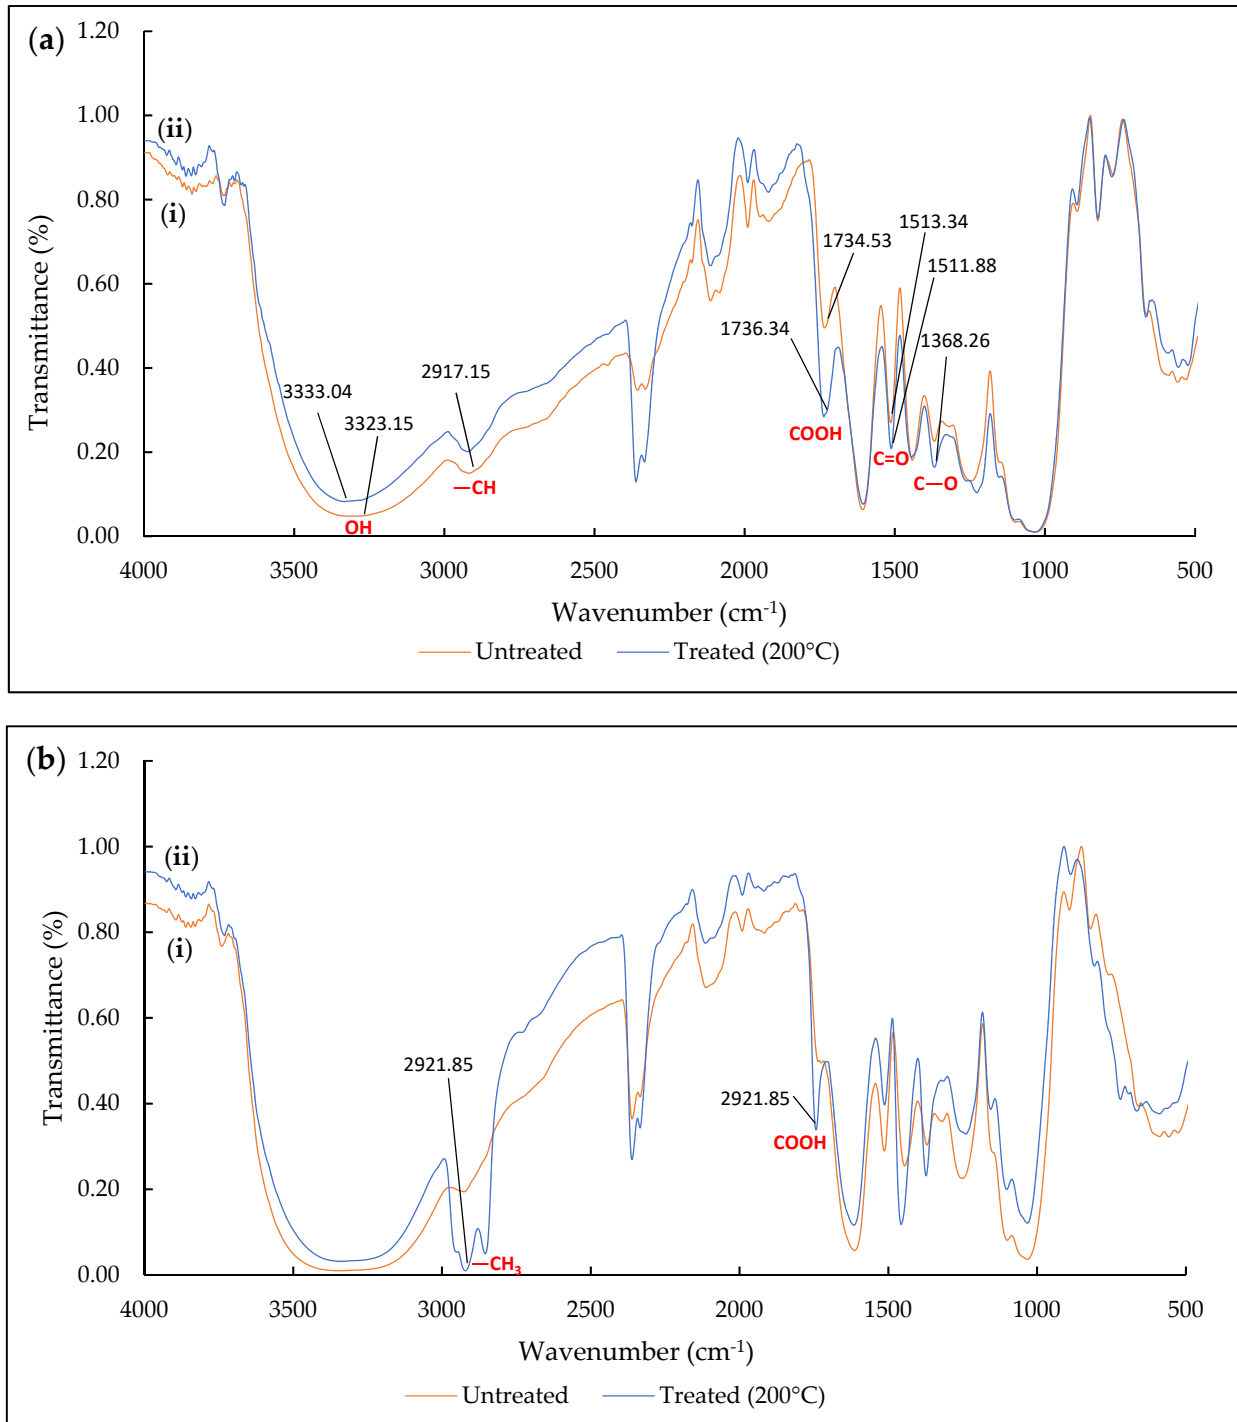 (a)
1.20
1.00
0.80
0.60
0.40
0.20
0.00
Transmittance (%)
(ii)
(i)
3333.04
3323.15
OH
2917.15
—CH
1734.53
1736.34
COOH
1513.34
1511.88
C=O
1368.26
C—O
4000 3500 3000 2500 2000 1500 1000 500
Wavenumber (cm-1)
Untreated Treated (200°C)
(b)
1.20
1.00
0.80
0.60
0.40
0.20
0.00
Transmittance (%)
(ii)
(i)
2921.85
—CH3
2921.85
COOH
4000 3500 3000 2500 2000 1500 1000 500
Wavenumber (cm-1)
Untreated Treated (200°C)